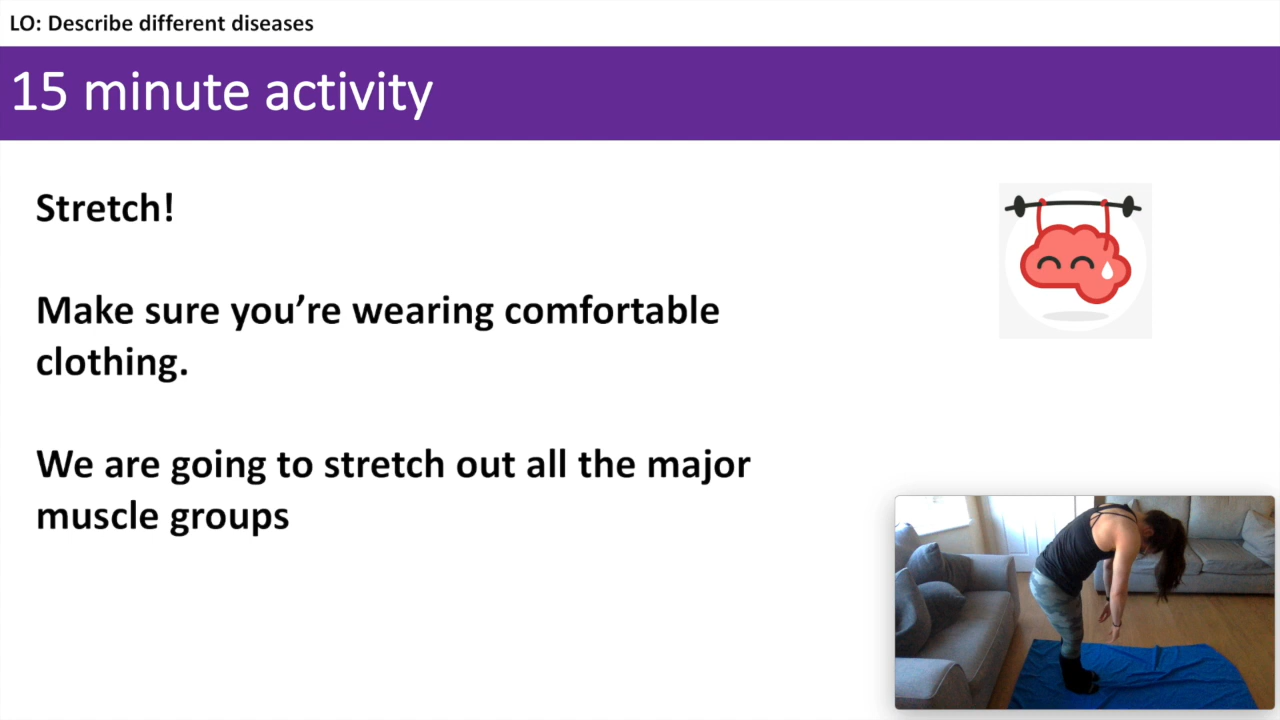 LO: Describe different diseases
15 minute activity
Stretch!
Make sure you’re wearing comfortable
clothing.
We are going to stretch out all the major
muscle groups